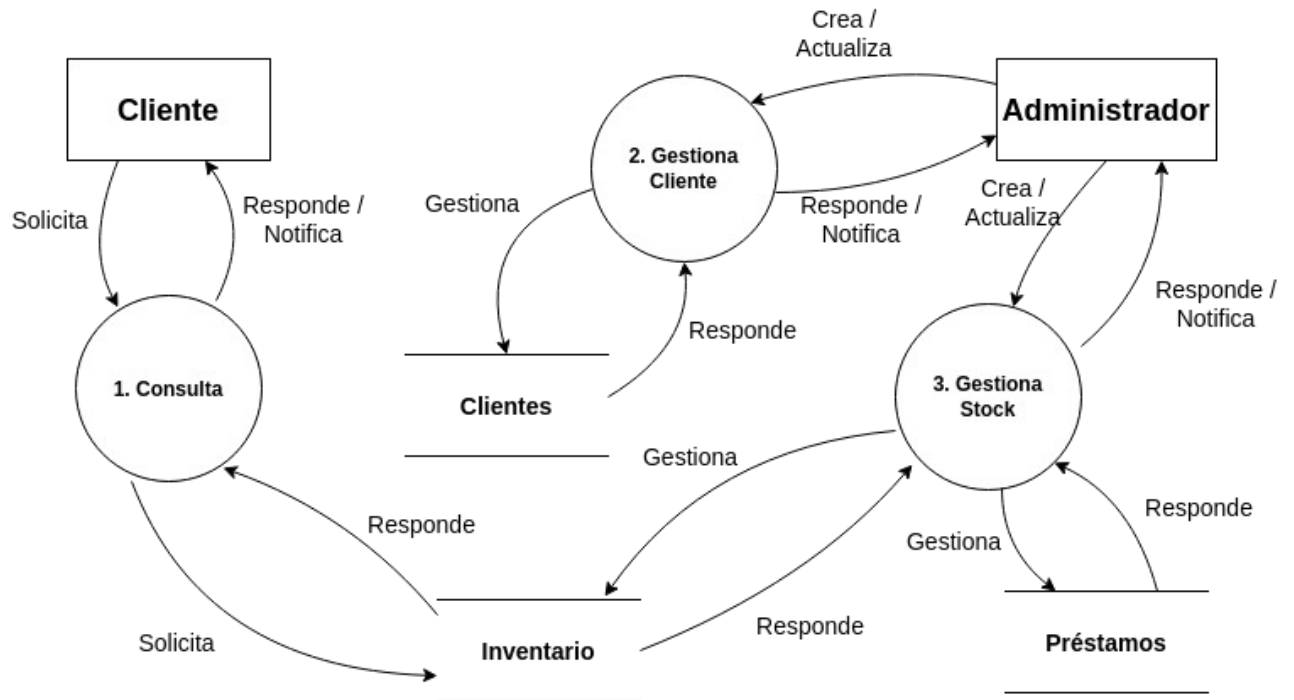 Crea /
Actualiza
Cliente
Administrador
2. Gestiona
Cliente
Solicita
Responde /
Notifica
Gestiona
Responde /
Notifica
Crea /
Actualiza
Responde /
Notifica
Responde
1. Consulta
3. Gestiona
Stock
Clientes
Gestiona
Responde
Gestiona
Responde
Solicita
Inventario
Responde
Préstamos